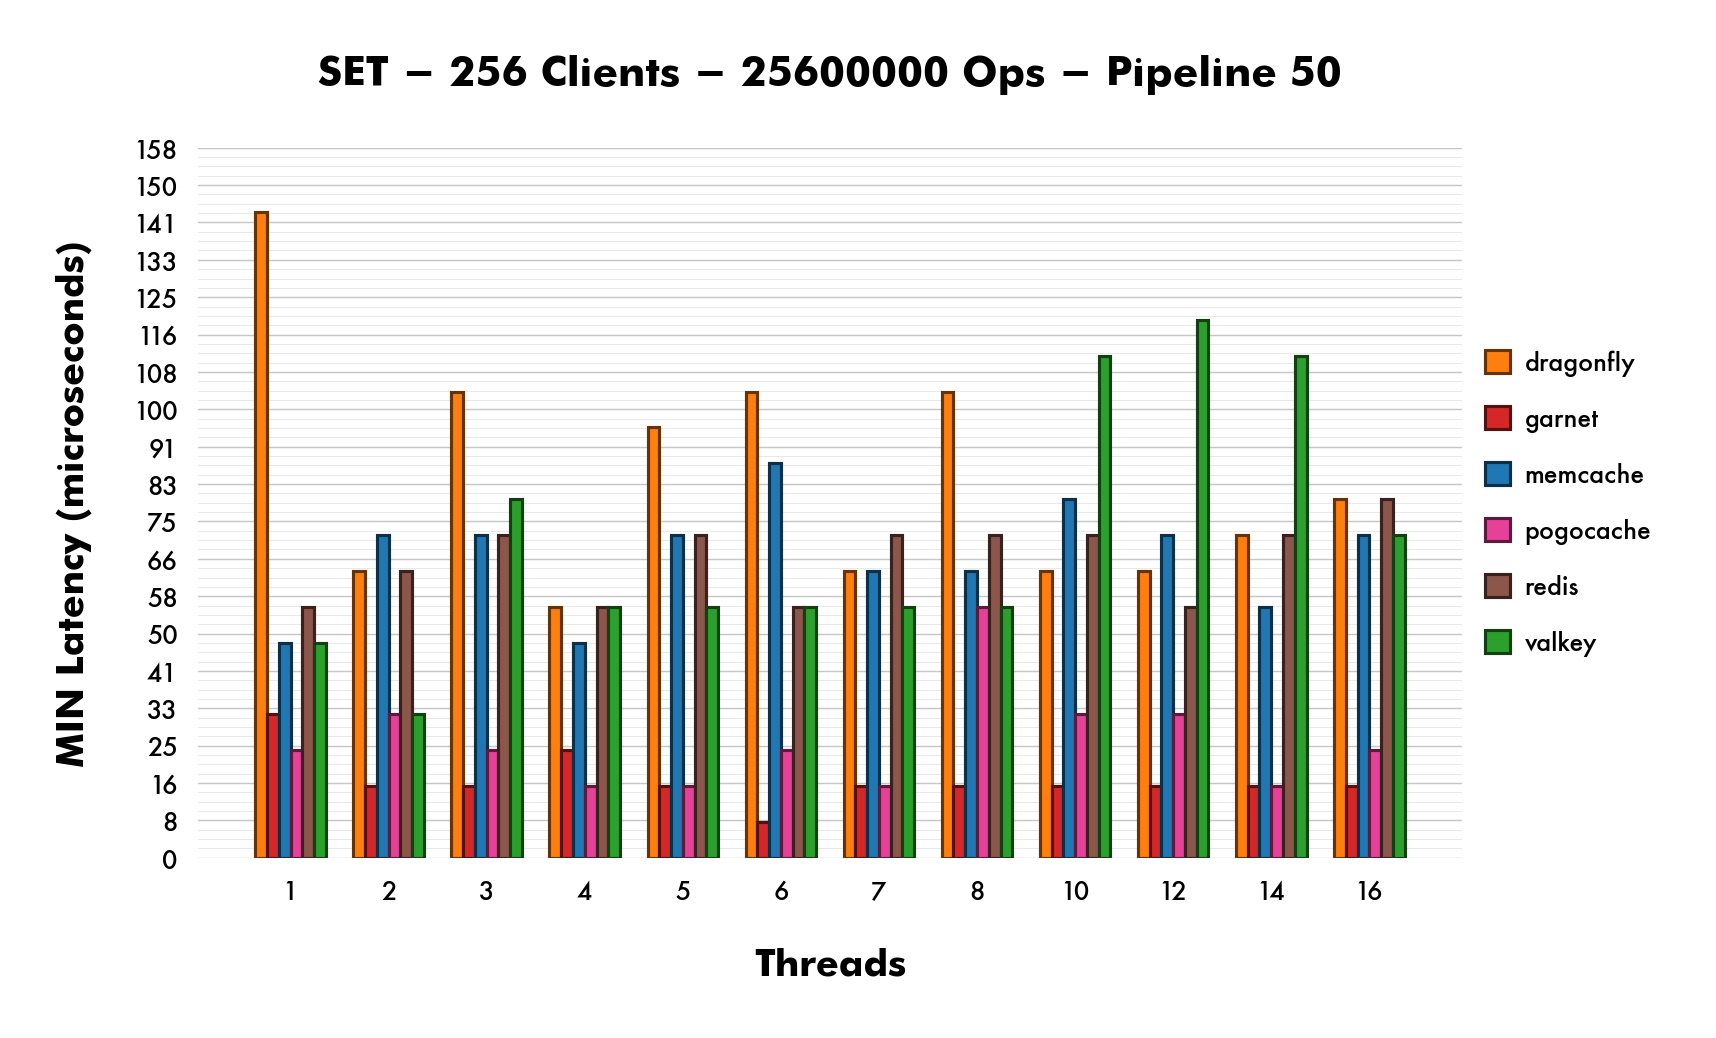 SET – 256 Clients – 25600000 Ops – Pipeline 50
MIN Latency (microseconds)
158
150
141
133
125
116
108
100
91
83
75
66
58
50
41
33
25
16
8
0
1 2 3 4 5 6 7 8 10 12 14 16
Threads
dragonfly
garnet
memcache
pogocache
redis
valkey